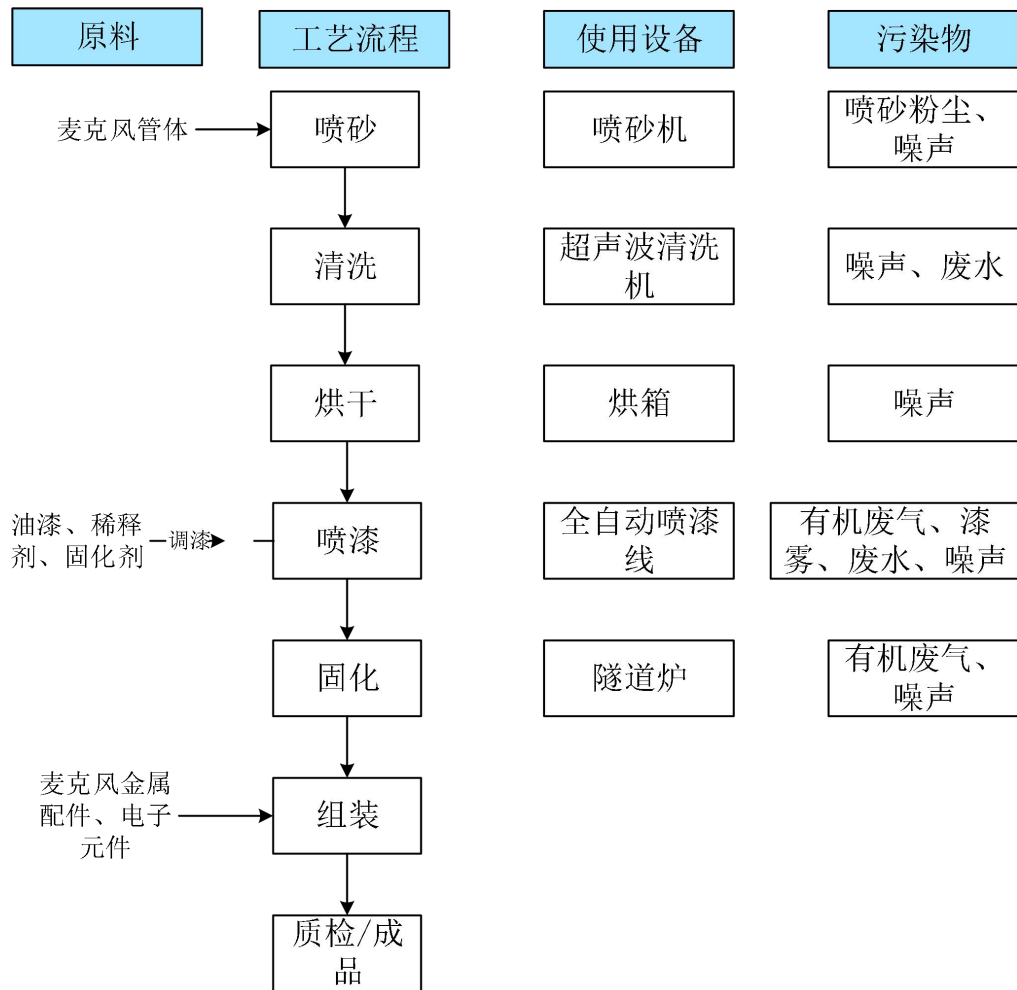 原料
工艺流程
使用设备
污染物
麦克风管体
喷砂
喷砂机
喷砂粉尘、
噪声
清洗
超声波清洗
机
噪声、废水
烘干
烘箱
噪声
油漆、稀释
剂、固化剂
调漆
喷漆
全自动喷漆
线
有机废气、漆
雾、废水、噪声
固化
隧道炉
有机废气、
噪声
麦克风金属
配件、电子
元件
组装
质检/成
品